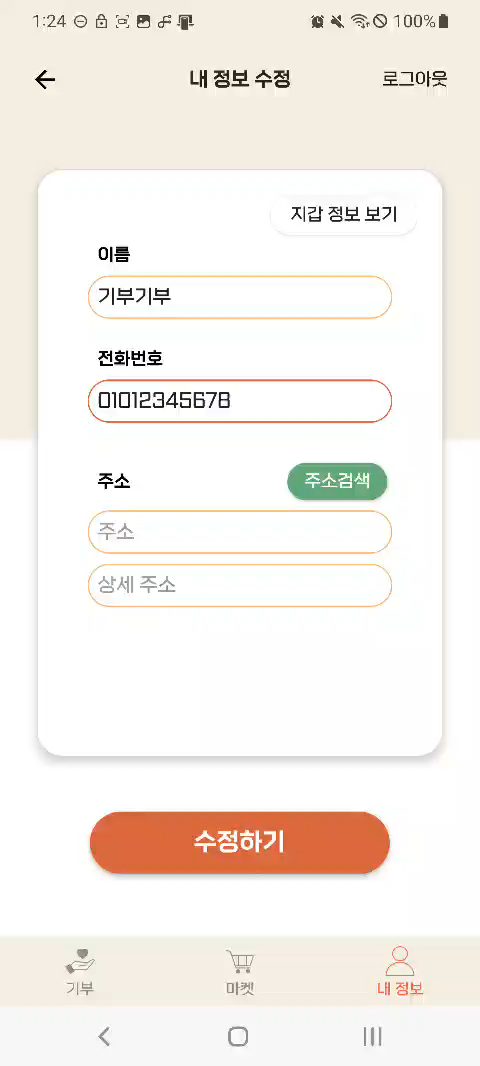 1:24 100%
내 정보 수정 로그아웃
지갑 정보 보기
이름
기부기부
전화번호
01012345678
주소 주소검색
주소
상세 주소
수정하기
기부 마켓 내 정보